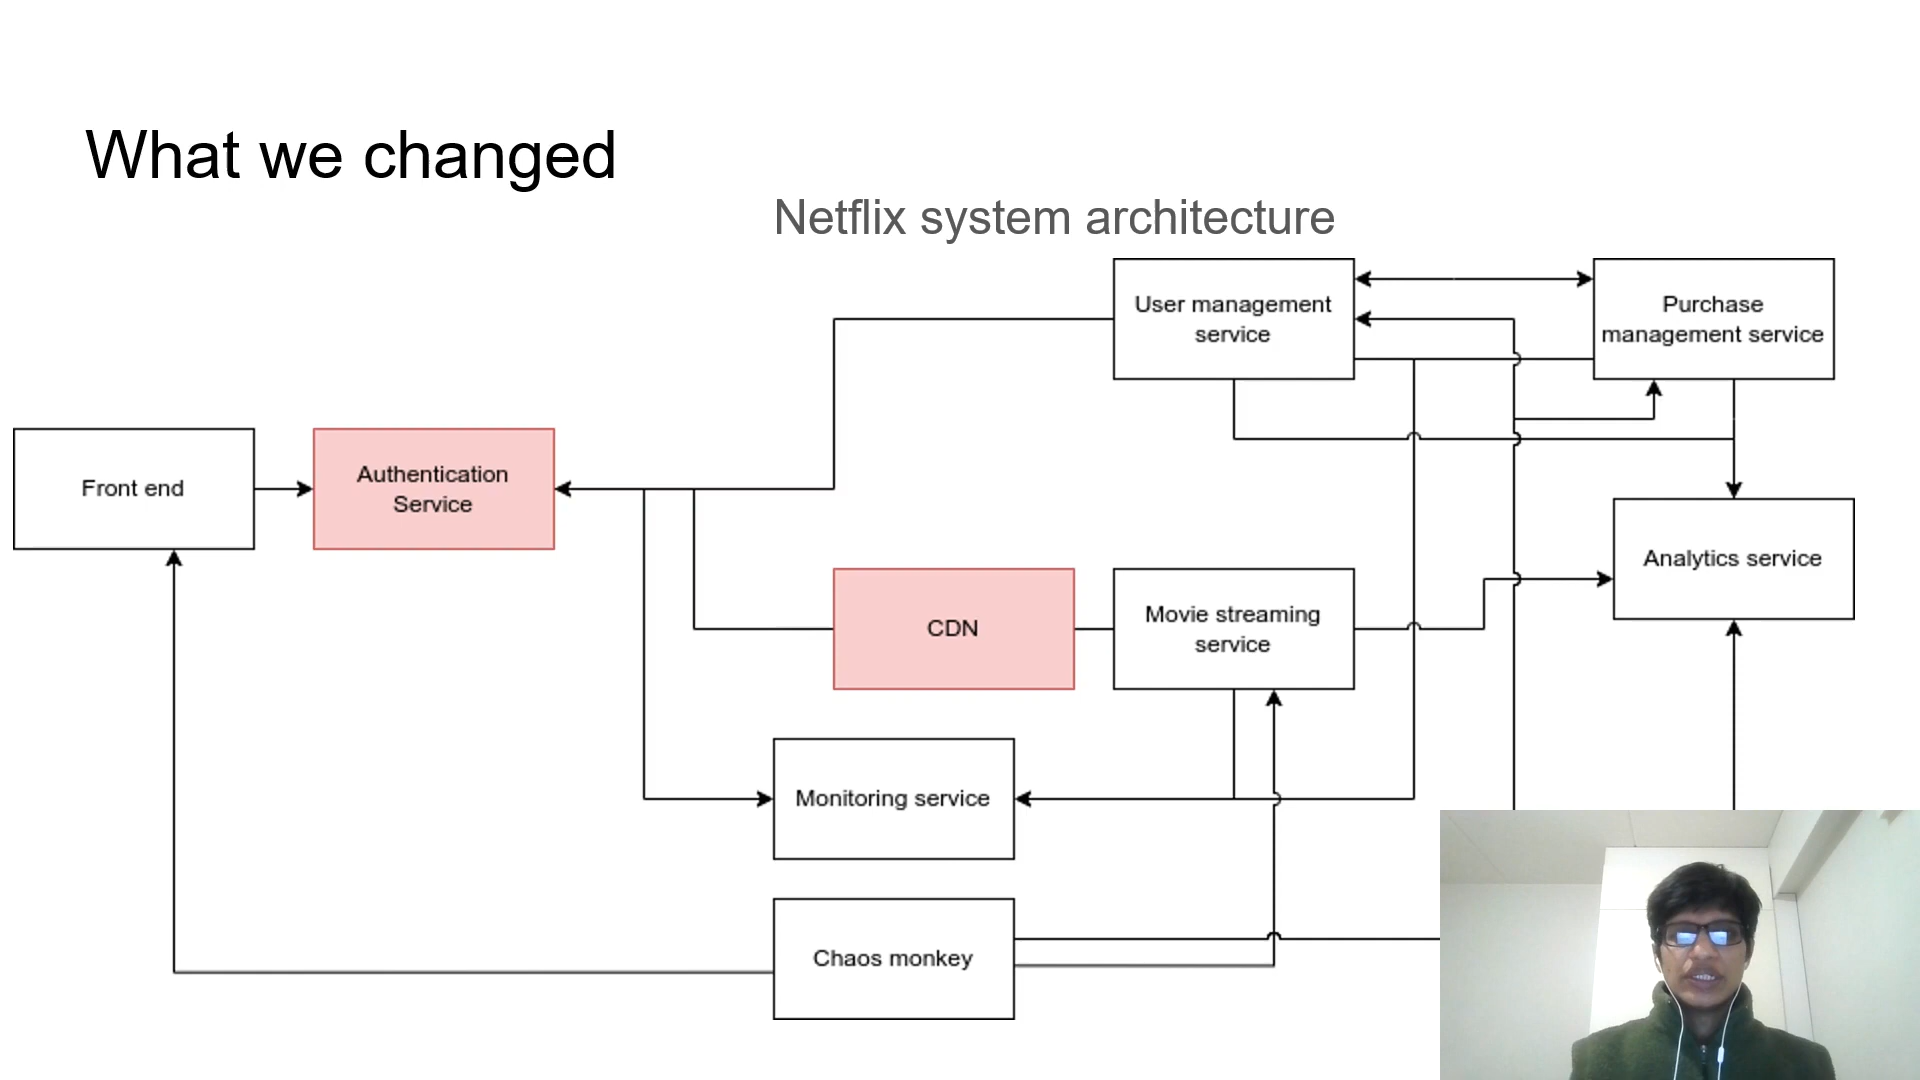 What we changed
Netflix system architecture
User management
service
Purchase
management service
Front end
Authentication
Service
Analytics service
CDN
Movie streaming
service
Monitoring service
Chaos monkey